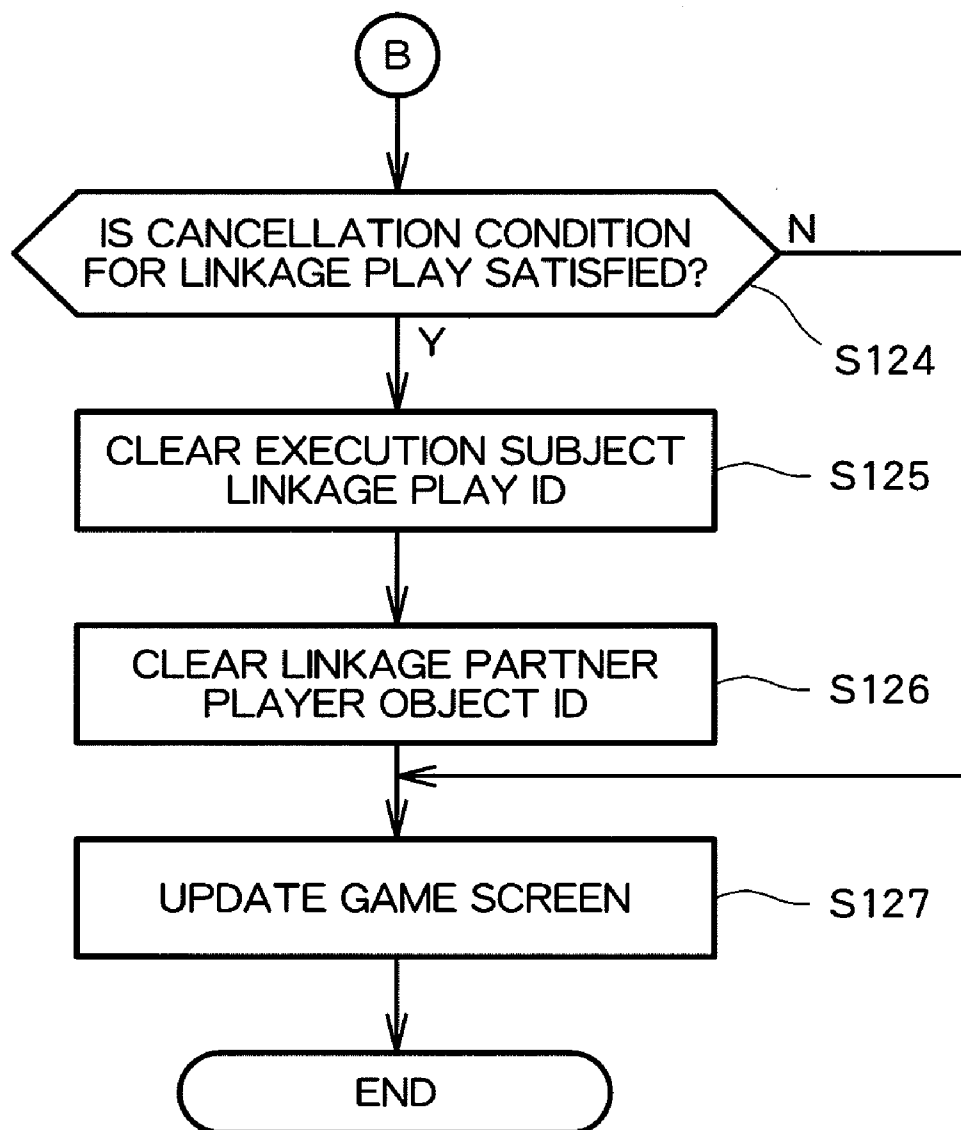 B
IS CANCELLATION CONDITION
FOR LINKAGE PLAY SATISFIED?
N
Y
S124
CLEAR EXECUTION SUBJECT
LINKAGE PLAY ID
S125
CLEAR LINKAGE PARTNER
PLAYER OBJECT ID
S126
UPDATE GAME SCREEN
S127
END